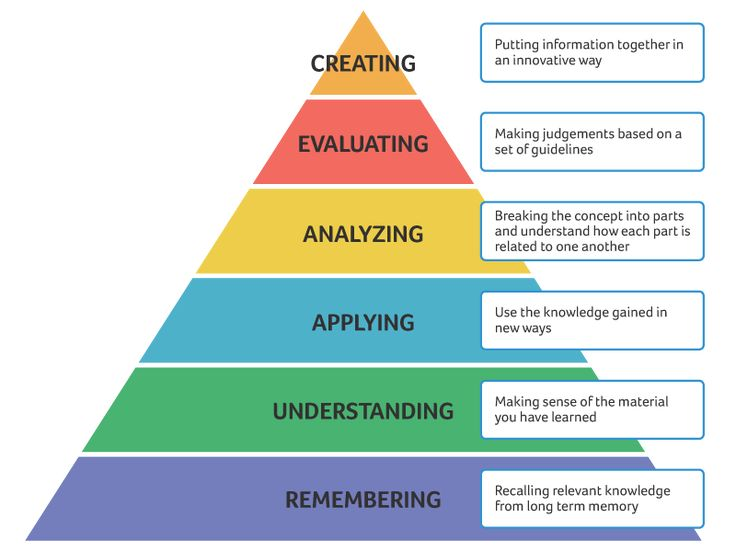 CREATING
Putting information together in
an innovative way
EVALUATING
Making judgements based on a
set of guidelines
ANALYZING
Breaking the concept into parts
and understand how each part is
related to one another
APPLYING
Use the knowledge gained in
new ways
UNDERSTANDING
Making sense of the material
you have learned
REMEMBERING
Recalling relevant knowledge
from long term memory